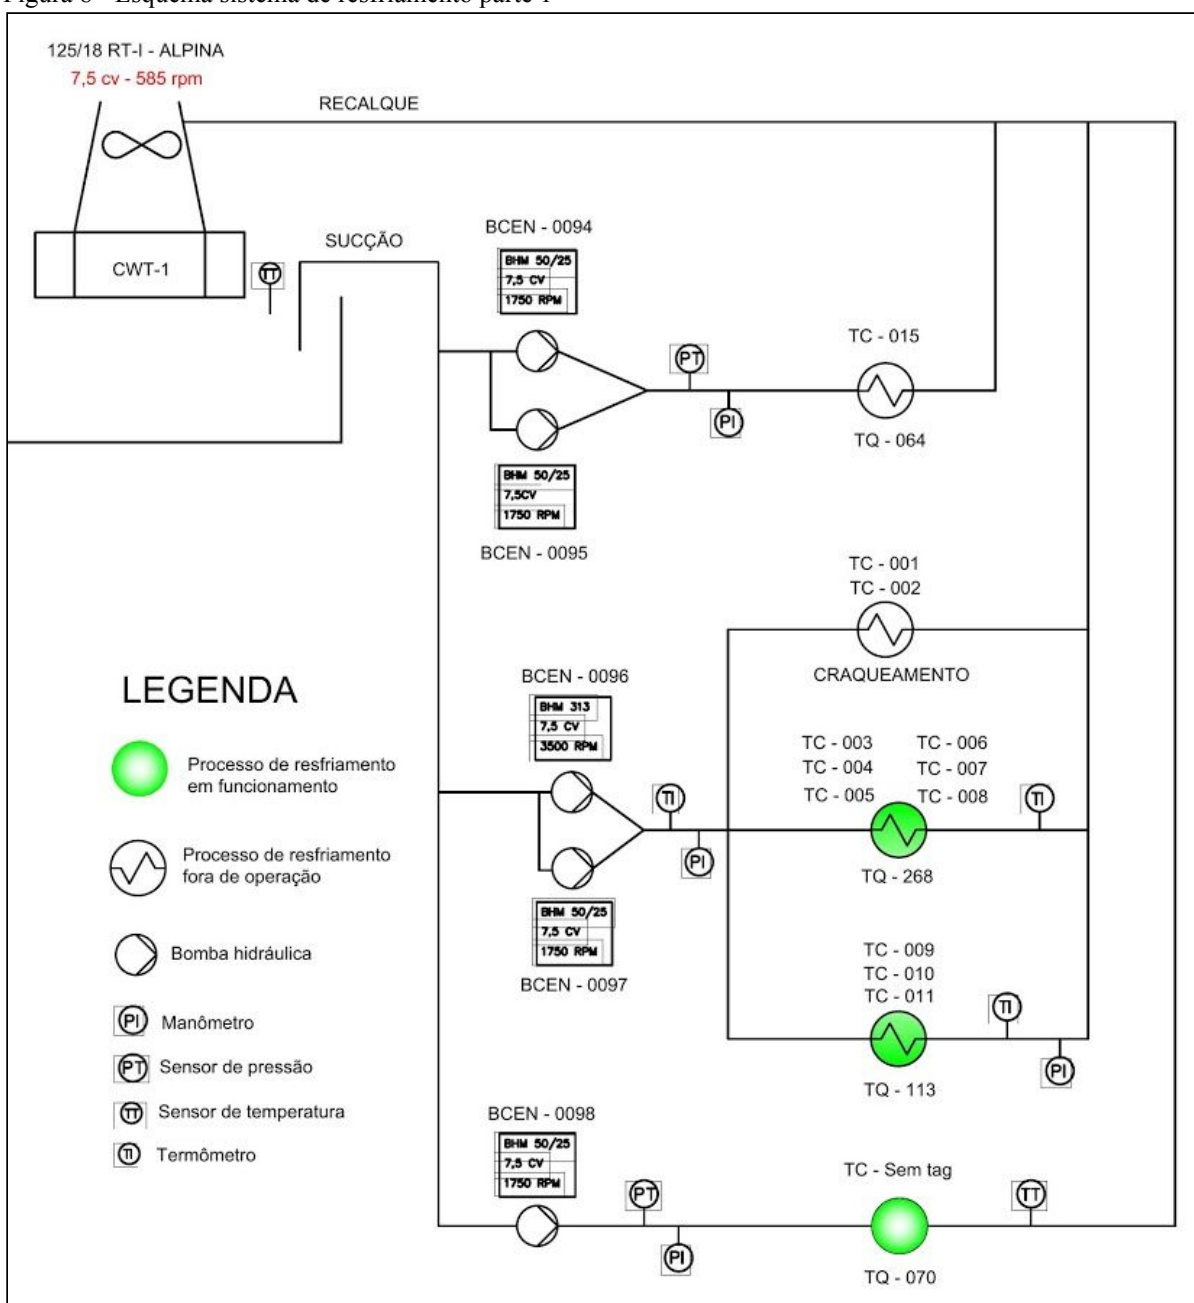 Figura 6 - Esquema sistema de resfriamento parte 1
125/18 RT-I - ALPINA
7,5 cv - 585 rpm
RECALQUE
CWT-1
TT
SUCÇÃO
BCEN - 0094
BHM 50/25
7,5 CV
1750 RPM
PT
PI
TC - 015
TQ - 064
BHM 50/25
7,5CV
1750 RPM
BCEN - 0095
TC - 001
TC - 002
CRAQUEAMENTO
BCEN - 0096
BHM 313
7,5 CV
3500 RPM
TI
PI
TC - 003
TC - 004
TC - 005
TC - 006
TC - 007
TC - 008
TI
TQ - 268
BHM 50/25
7,5 CV
1750 RPM
BCEN - 0097
TC - 009
TC - 010
TC - 011
TI
PI
TQ - 113
BCEN - 0098
BHM 50/25
7,5 CV
1750 RPM
PT
PI
TC - Sem tag
TT
TQ - 070
LEGENDA
Processo de resfriamento
em funcionamento
Processo de resfriamento
fora de operação
Bomba hidráulica
PI
Manômetro
PT
Sensor de pressão
TT
Sensor de temperatura
TI
Termômetro